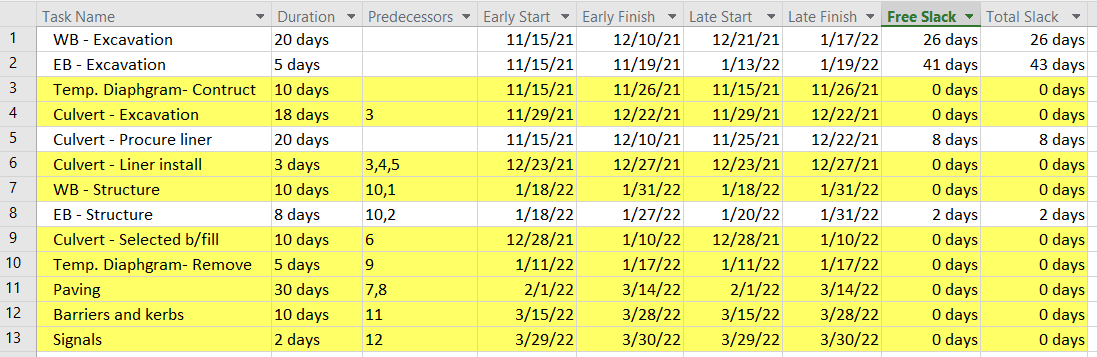 Task Name Duration Predecessors Early Start Early Finish Late Start Late Finish Free Slack Total Slack
1 WB - Excavation 20 days 11/15/21 12/10/21 12/21/21 1/17/22 26 days 26 days
2 EB - Excavation 5 days 11/15/21 11/19/21 1/13/22 1/19/22 41 days 43 days
3 Temp. Diaphgram- Contruct 10 days 11/15/21 11/26/21 11/15/21 11/26/21 0 days 0 days
4 Culvert - Excavation 18 days 3 11/29/21 12/22/21 11/29/21 12/22/21 0 days 0 days
5 Culvert - Procure liner 20 days 11/15/21 12/10/21 11/25/21 12/22/21 8 days 8 days
6 Culvert - Liner install 3 days 3,4,5 12/23/21 12/27/21 12/23/21 12/27/21 0 days 0 days
7 WB - Structure 10 days 10,1 1/18/22 1/31/22 1/18/22 1/31/22 0 days 0 days
8 EB - Structure 8 days 10,2 1/18/22 1/27/22 1/20/22 1/31/22 2 days 2 days
9 Culvert - Selected b/fill 10 days 6 12/28/21 1/10/22 12/28/21 1/10/22 0 days 0 days
10 Temp. Diaphgram- Remove 5 days 9 1/11/22 1/17/22 1/11/22 1/17/22 0 days 0 days
11 Paving 30 days 7,8 2/1/22 3/14/22 2/1/22 3/14/22 0 days 0 days
12 Barriers and kerbs 10 days 11 3/15/22 3/28/22 3/15/22 3/28/22 0 days 0 days
13 Signals 2 days 12 3/29/22 3/30/22 3/29/22 3/30/22 0 days 0 days